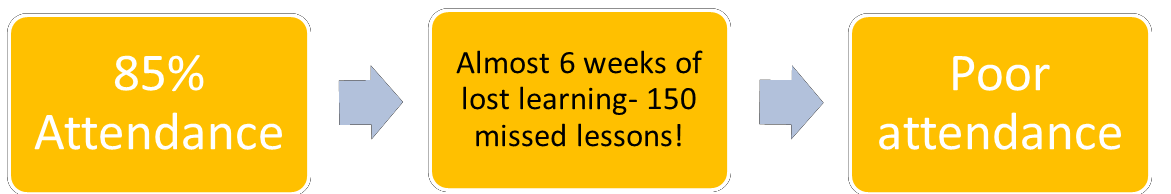 85%
Attendance
Almost 6 weeks of
lost learning- 150
missed lessons!
Poor
attendance